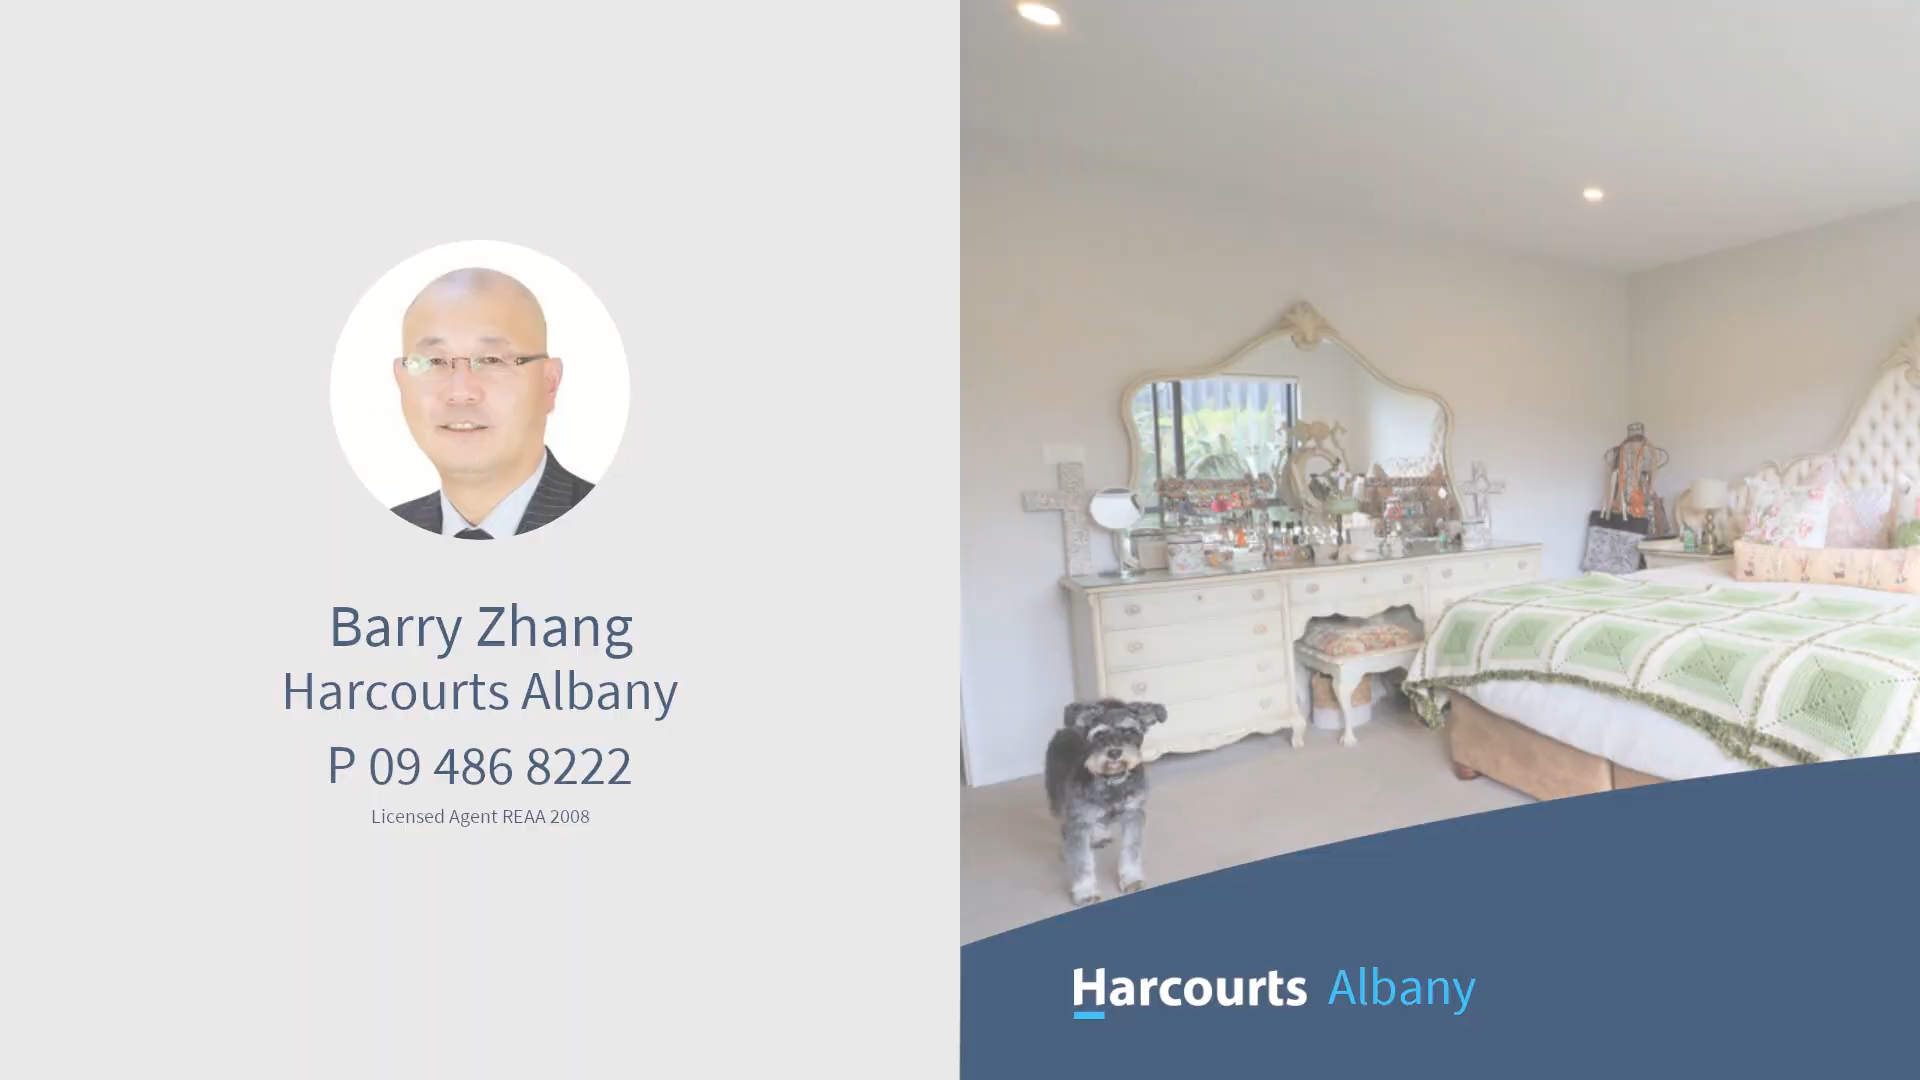 Barry Zhang
Harcourts Albany
P 09 486 8222
Licensed Agent REAA 2008
Harcourts Albany